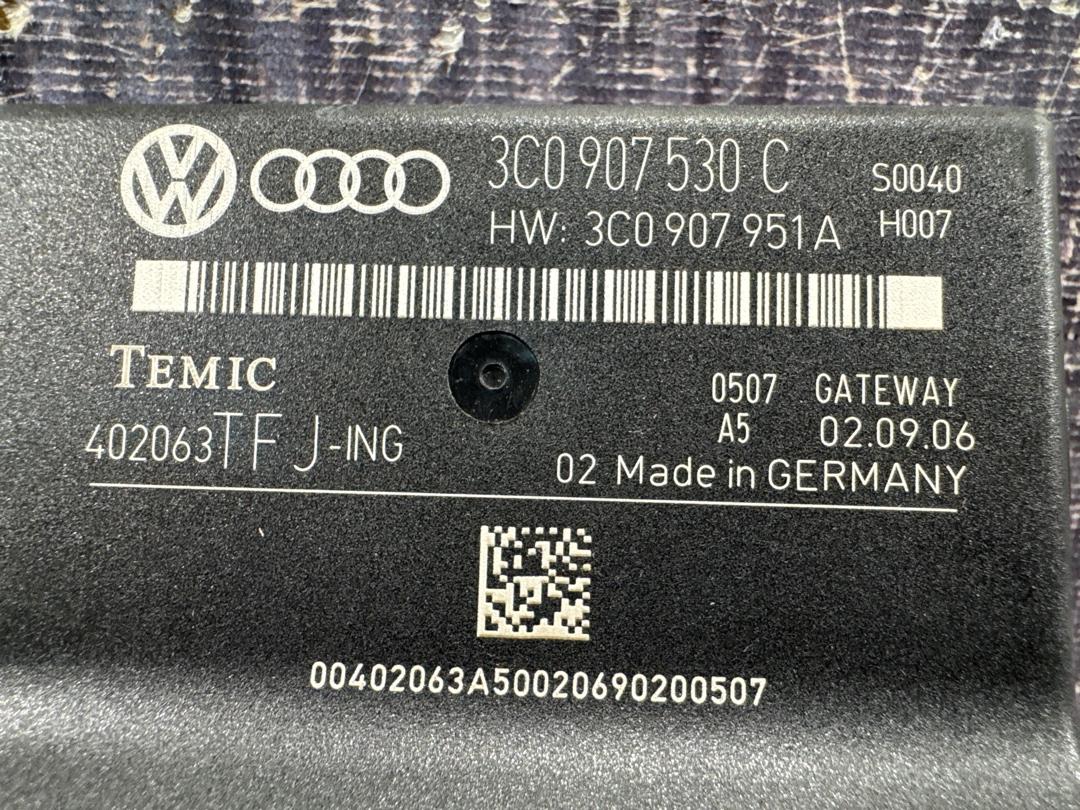 3C0 907 530 C S0040
HW: 3C0 907 951 A H007
TEMIC
0507 GATEWAY
402063TFJ-ING A5 02.09.06
02 Made in GERMANY
00402063A50020690200507